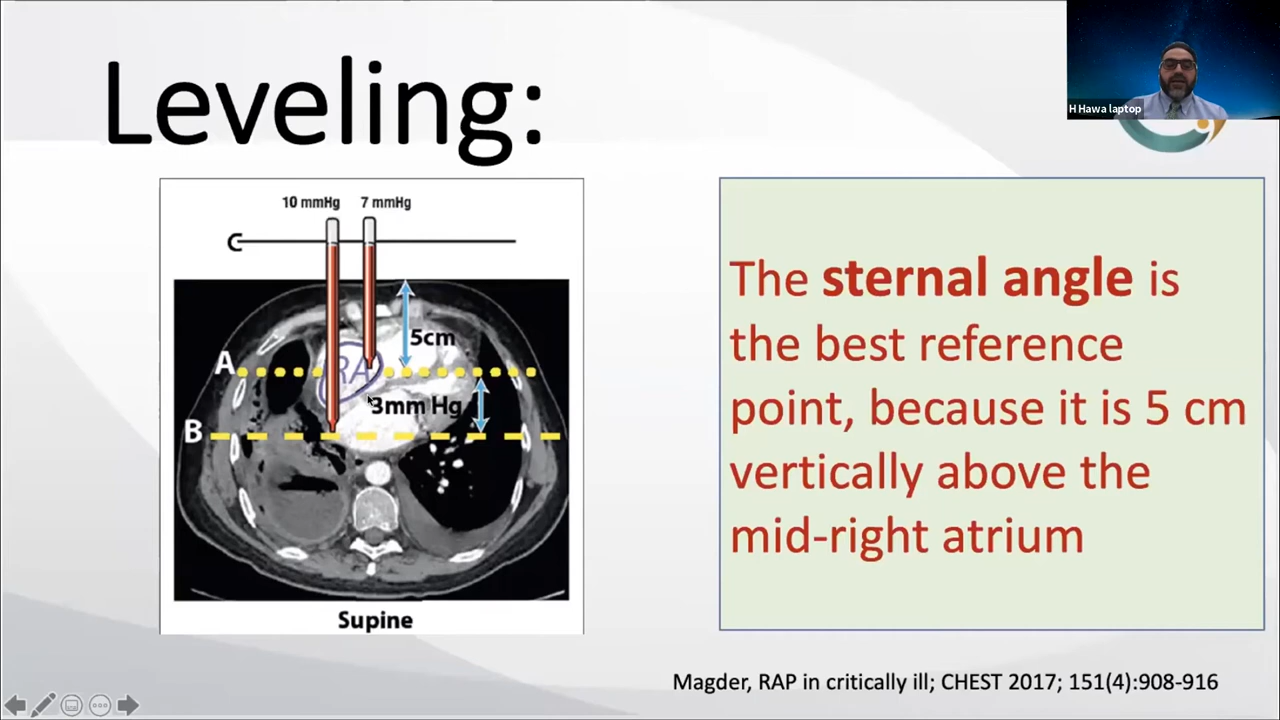 H Hawa laptop
Leveling:
10 mmHg 7 mmHg
C
5cm
A
RA
3mm Hg
B
Supine
The sternal angle is
the best reference
point, because it is 5 cm
vertically above the
mid-right atrium
Magder, RAP in critically ill; CHEST 2017; 151(4):908-916